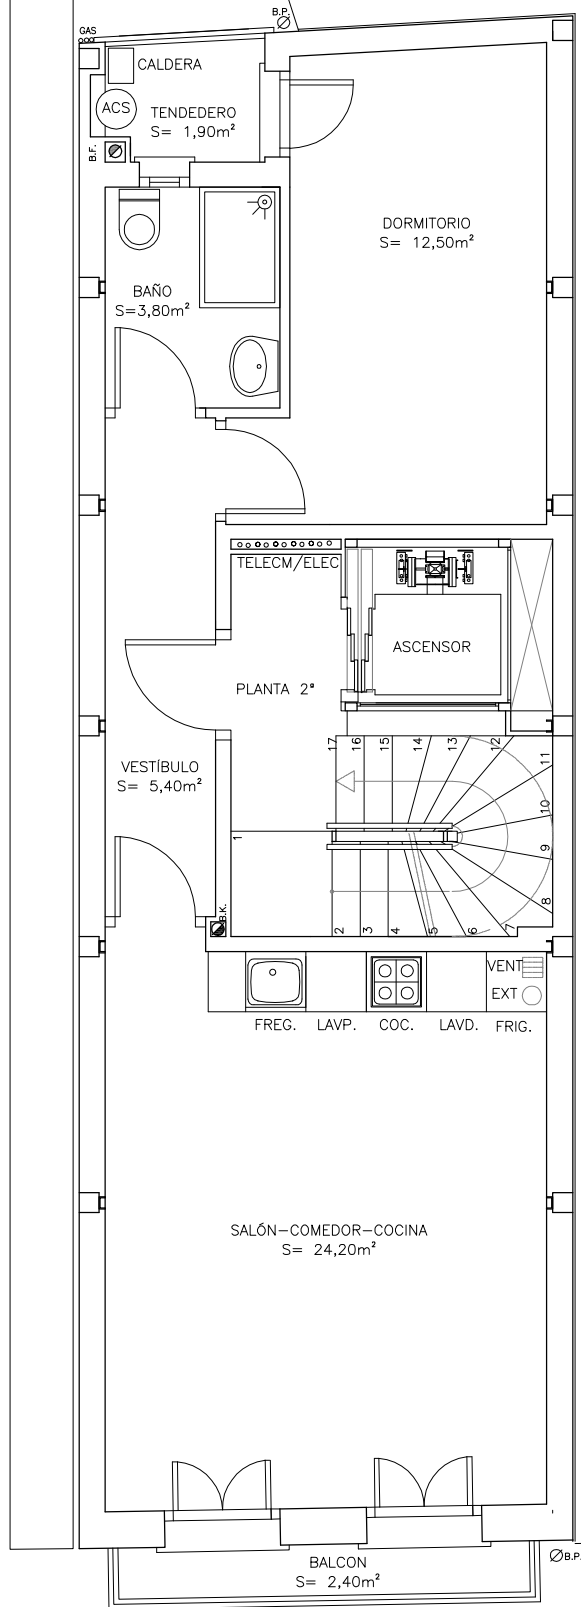 B.P.
GAS
CALDERA
ACS
TENDEDERO
S= 1,90m²
B.F.
DORMITORIO
S= 12,50m²
BAÑO
S=3,80m²
TELECM/ELEC
ASCENSOR
PLANTA 2ª
17
16
15
14
13
12
11
10
9
8
7
6
5
4
3
2
1
VESTÍBULO
S= 5,40m²
B.K.
VENT
EXT
FREG.
LAVP.
COC.
LAVD.
FRIG.
SALÓN-COMEDOR-COCINA
S= 24,20m²
BALCON
S= 2,40m²
B.P.